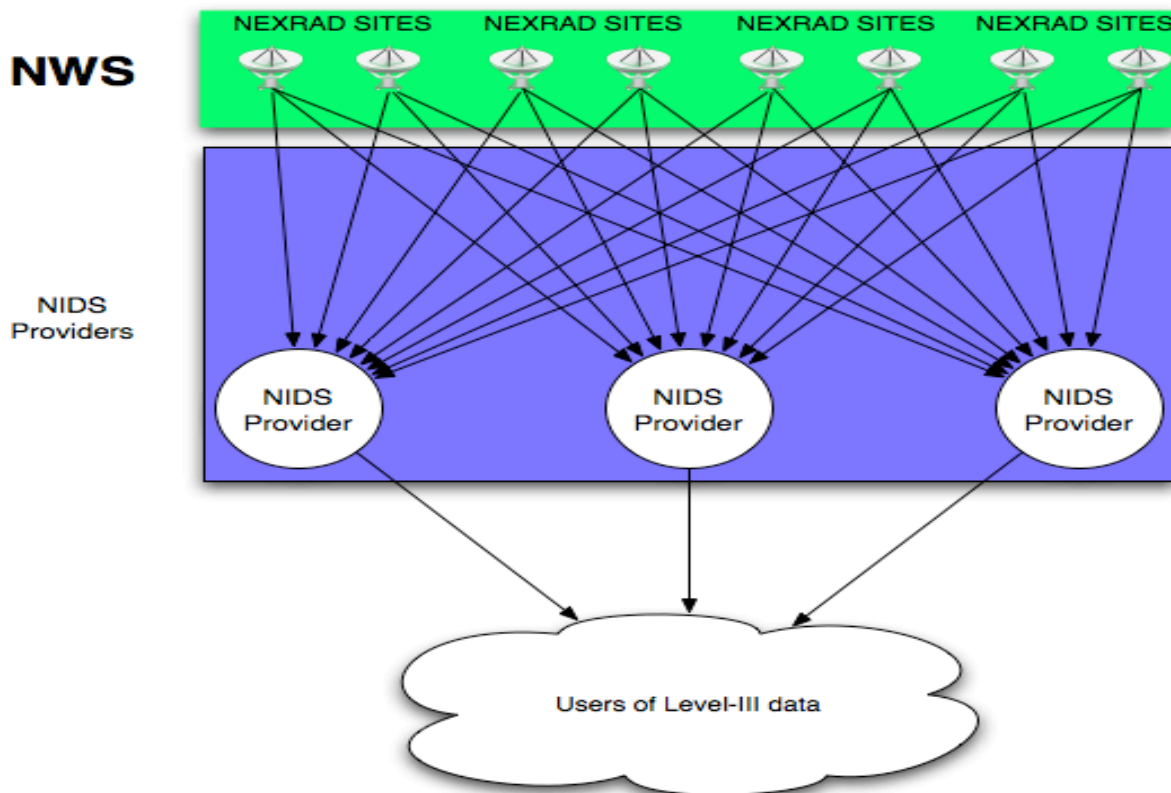 NEXRAD SITES NEXRAD SITES NEXRAD SITES NEXRAD SITES
NWS
NIDS
Providers
NIDS
Provider
NIDS
Provider
NIDS
Provider
Users of Level-III data